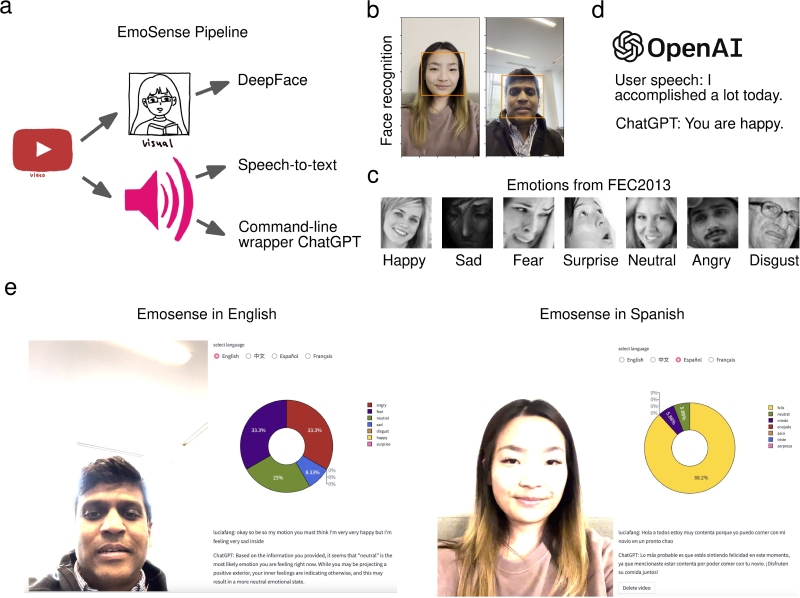 a
EmoSense Pipeline
DeepFace
visual
video
Speech-to-text
Command-line
wrapper ChatGPT
b
Face recognition
c
Emotions from FEC2013
Happy
Sad
Fear
Surprise
Neutral
Angry
Disgust
d
OpenAI
User speech: I
accomplished a lot today.
ChatGPT: You are happy.
e
Emosense in English
select language
English
中文
Español
Français
33.3%
33.3%
25%
8.33%
0%
0%
0%
angry
fear
neutral
sad
disgust
happy
surprise
luciafang: okay so be so my motion you must think i'm very very happy but i'm
feeling very sad inside
ChatGPT: Based on the information you provided, it seems that "neutral" is the
most likely emotion you are feeling right now. While you may be projecting a
positive exterior, your inner feelings are indicating otherwise, and this may
result in a more neutral emotional state.
Emosense in Spanish
select language
English
中文
Español
Français
0%
0%
0%
0%
5.88%
5.88%
88.2%
feliz
neutral
miedo
enojado
asco
triste
sorpresa
luciafang: Hola a todos estoy muy contenta porque yo puedo comer con mi
novio en un pronto chao
ChatGPT: Lo más probable es que estés sintiendo felicidad en este momento,
ya que mencionaste estar contenta por poder comer con tu novio. ¡Disfruten
su comida juntos!
Delete video